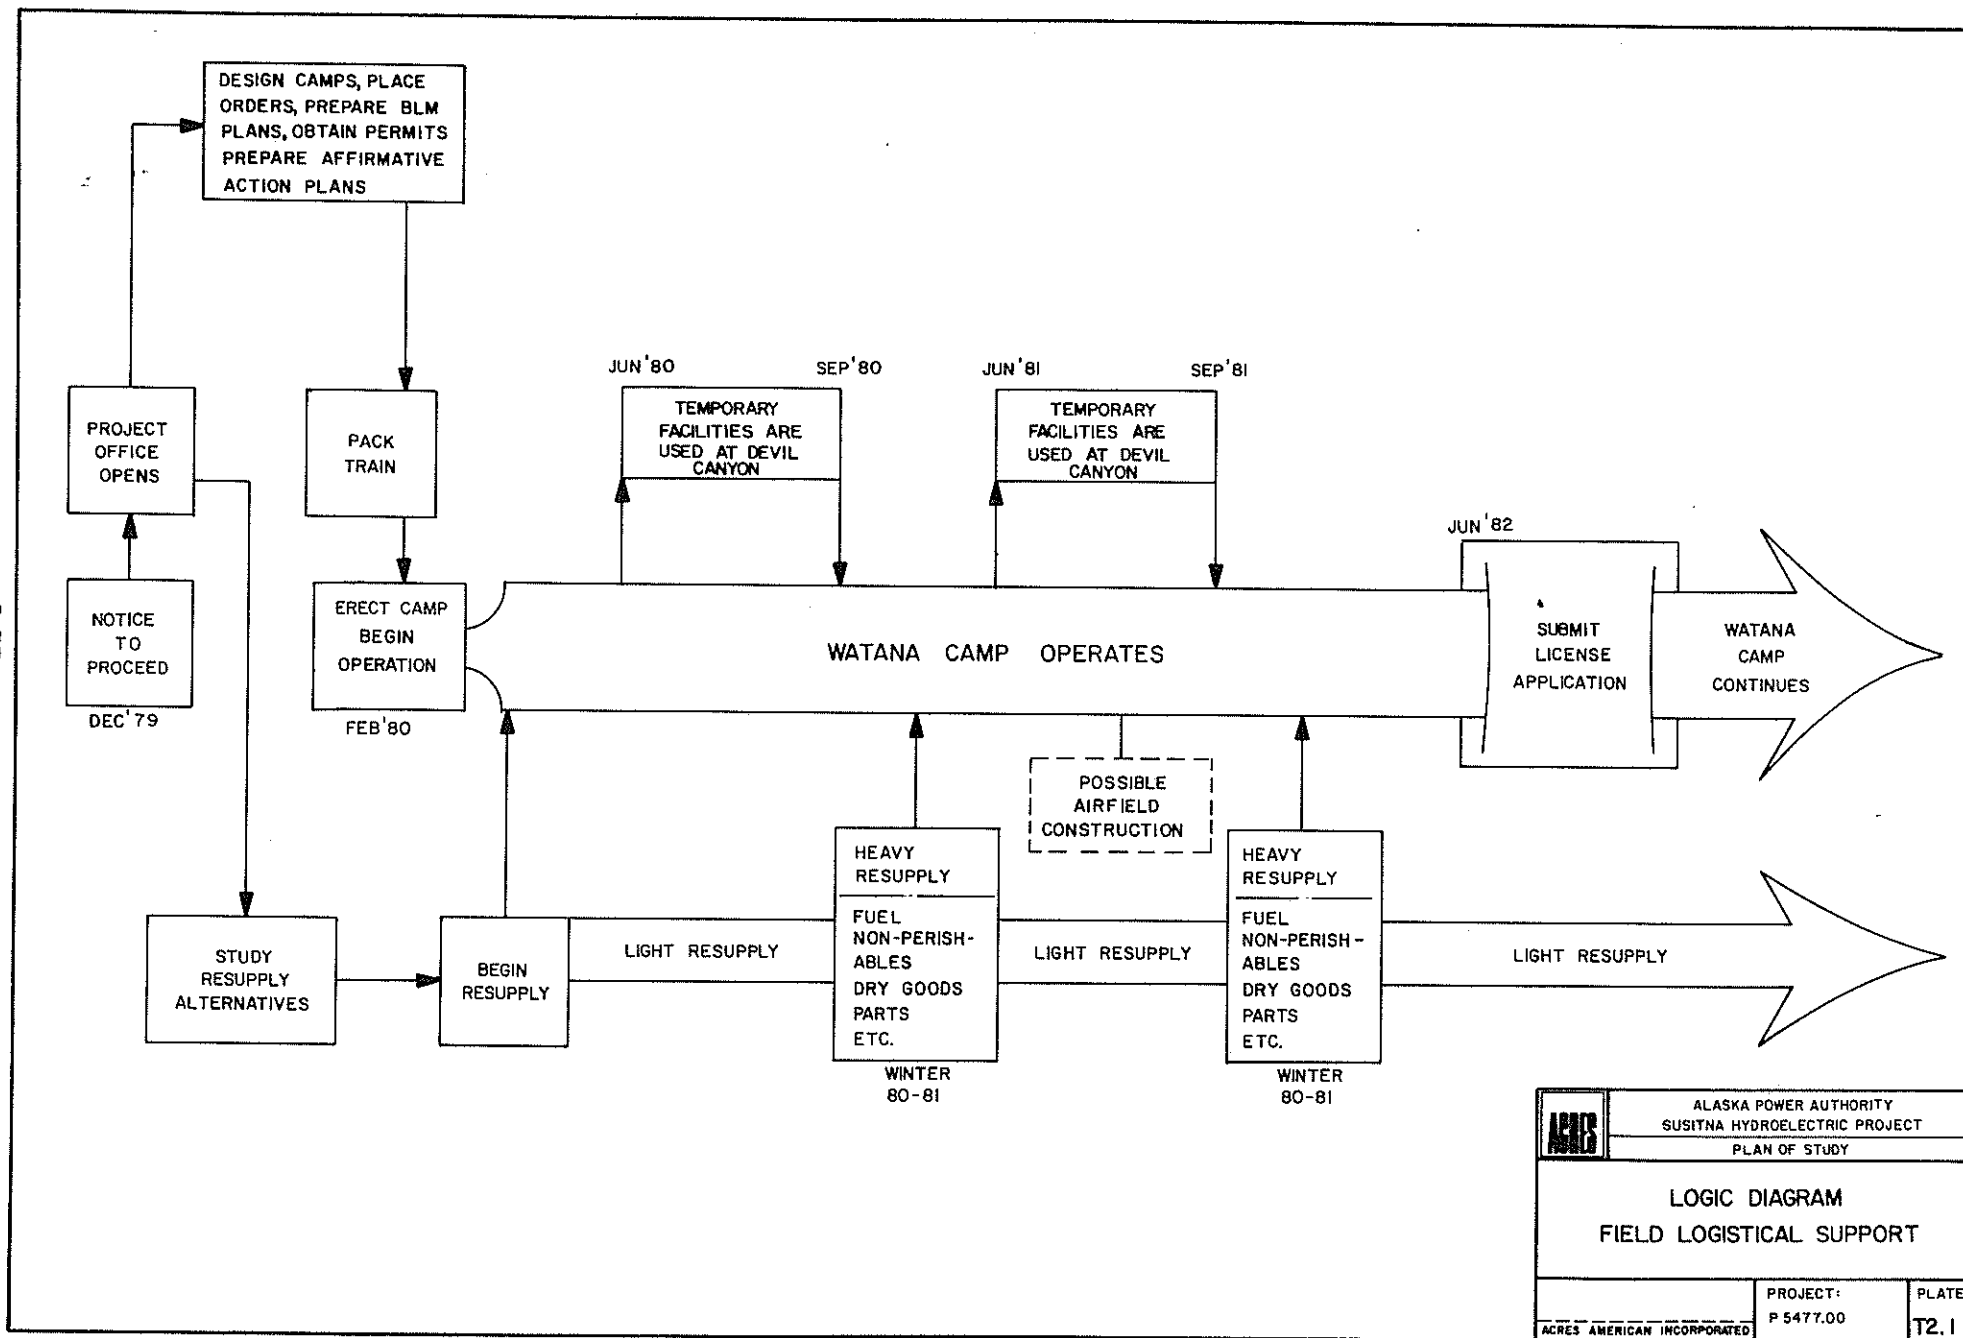 DESIGN CAMPS, PLACE
ORDERS, PREPARE BLM
PLANS, OBTAIN PERMITS
PREPARE AFFIRMATIVE
ACTION PLANS
PROJECT
OFFICE
OPENS
PACK
TRAIN
JUN '80
SEP '80
TEMPORARY
FACILITIES ARE
USED AT DEVIL
CANYON
JUN '81
SEP '81
TEMPORARY
FACILITIES ARE
USED AT DEVIL
CANYON
NOTICE
TO
PROCEED
DEC '79
ERECT CAMP
BEGIN
OPERATION
FEB '80
WATANA CAMP OPERATES
JUN '82
SUBMIT
LICENSE
APPLICATION
WATANA
CAMP
CONTINUES
POSSIBLE
AIRFIELD
CONSTRUCTION
STUDY
RESUPPLY
ALTERNATIVES
BEGIN
RESUPPLY
LIGHT RESUPPLY
HEAVY
RESUPPLY
FUEL
NON-PERISH-
ABLES
DRY GOODS
PARTS
ETC.
WINTER
80-81
LIGHT RESUPPLY
HEAVY
RESUPPLY
FUEL
NON-PERISH-
ABLES
DRY GOODS
PARTS
ETC.
WINTER
80-81
LIGHT RESUPPLY
ACRES
ALASKA POWER AUTHORITY
SUSITNA HYDROELECTRIC PROJECT
PLAN OF STUDY
LOGIC DIAGRAM
FIELD LOGISTICAL SUPPORT
ACRES AMERICAN INCORPORATED
PROJECT:
P 5477.00
PLATE
T2.1